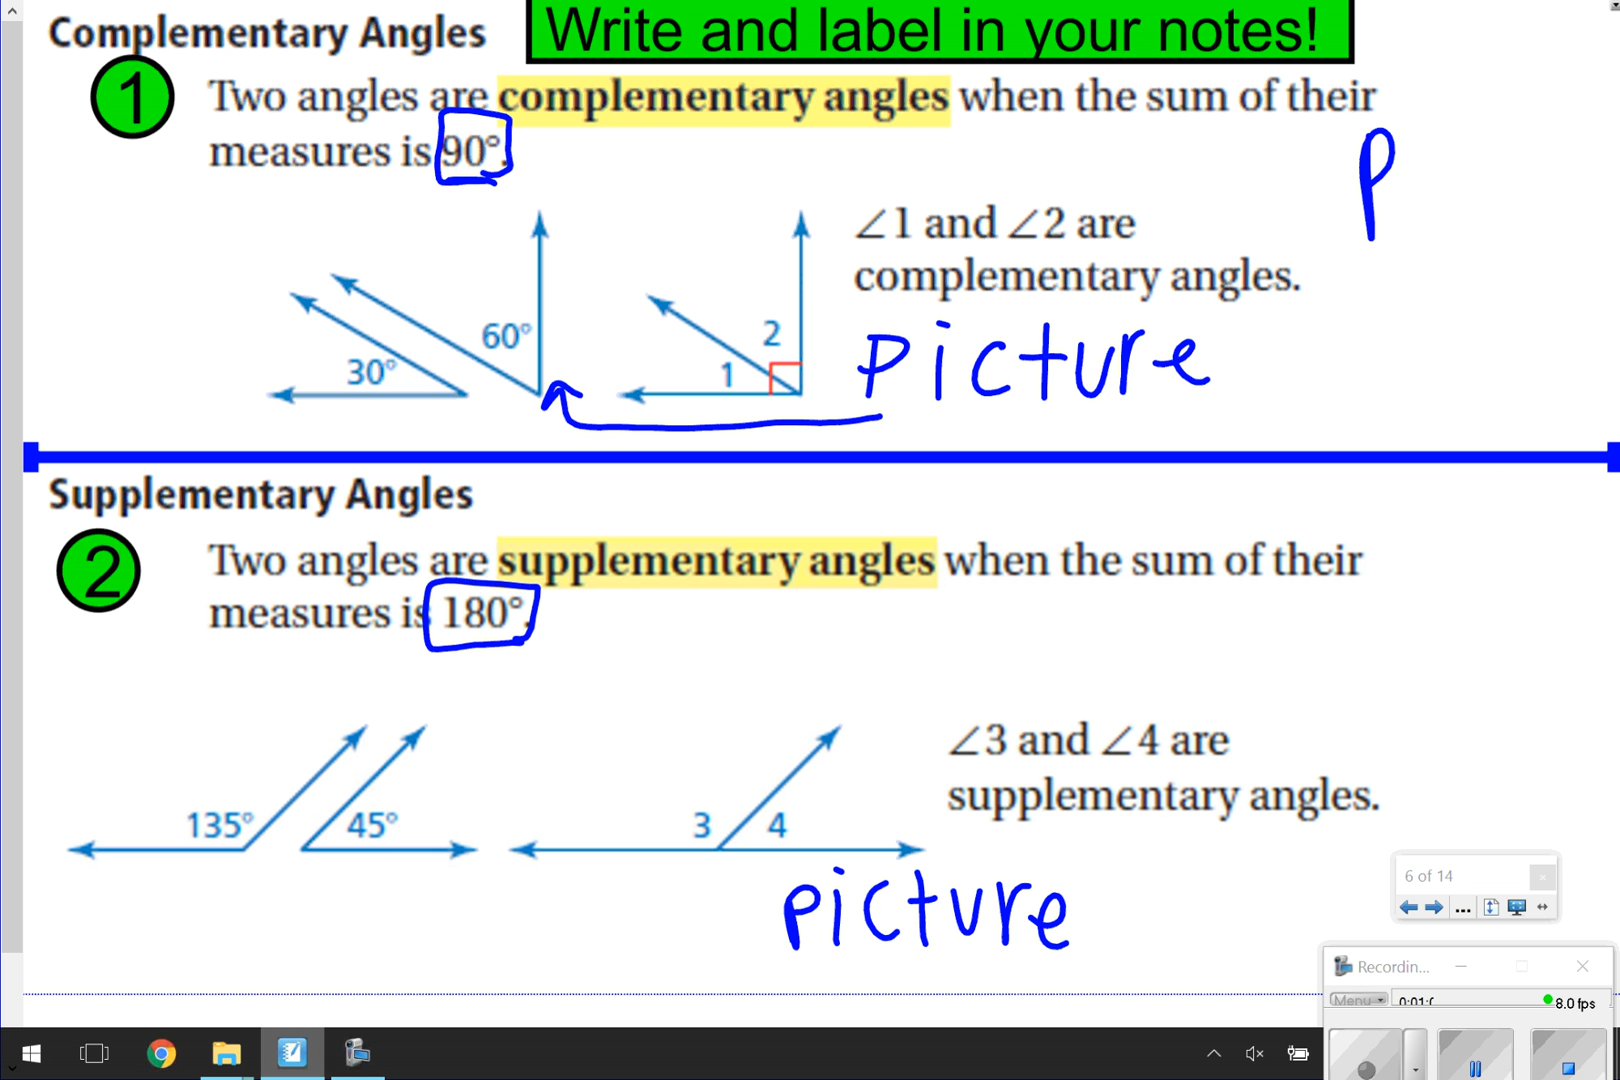 Complementary Angles
Write and label in your notes!
1
Two angles are complementary angles when the sum of their
measures is 90°.
P
∠1 and ∠2 are
complementary angles.
60°
30°
2
1
picture
Supplementary Angles
2
Two angles are supplementary angles when the sum of their
measures is 180°.
∠3 and ∠4 are
supplementary angles.
135°
45°
3
4
picture
6 of 14
Recordin...
Menu
8.0 fps